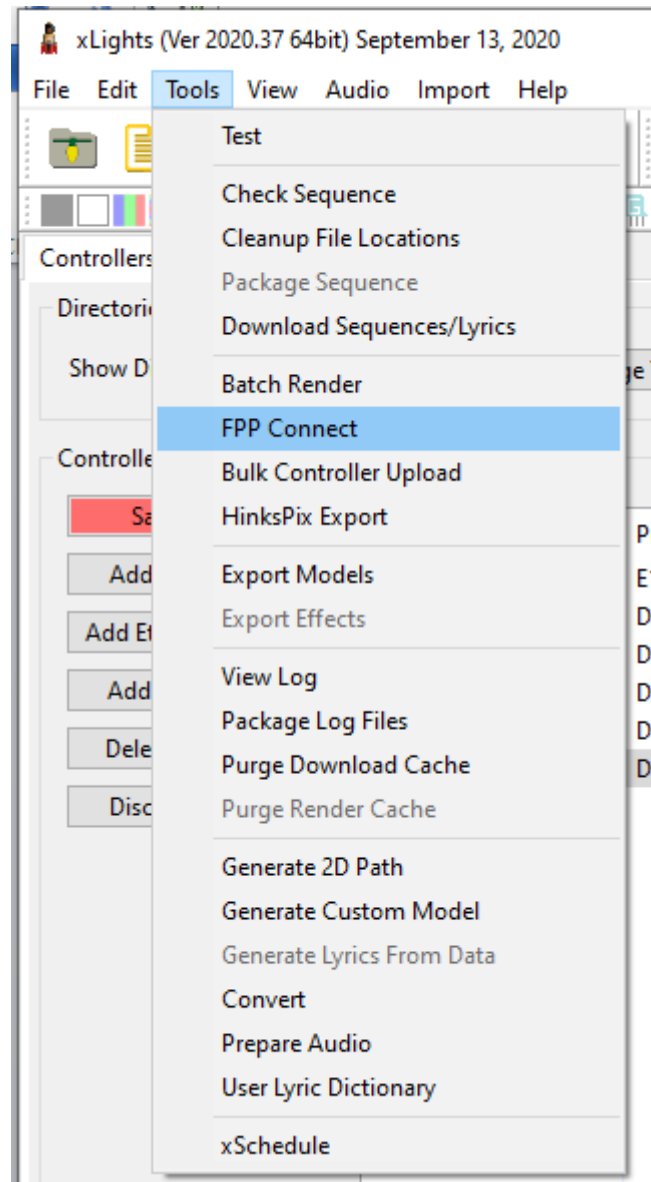 xLights (Ver 2020.37 64bit) September 13, 2020
File Edit Tools View Audio Import Help
Test
Check Sequence
Cleanup File Locations
Controllers
Package Sequence
Directori
Download Sequences/Lyrics
Show D
ge
Batch Render
FPP Connect
Controlle
Bulk Controller Upload
Sa
HinksPix Export
P
Add
Export Models
E
Add Et
Export Effects
D
D
View Log
Add
D
Package Log Files
D
Dele
Purge Download Cache
D
Disc
Purge Render Cache
Generate 2D Path
Generate Custom Model
Generate Lyrics From Data
Convert
Prepare Audio
User Lyric Dictionary
xSchedule